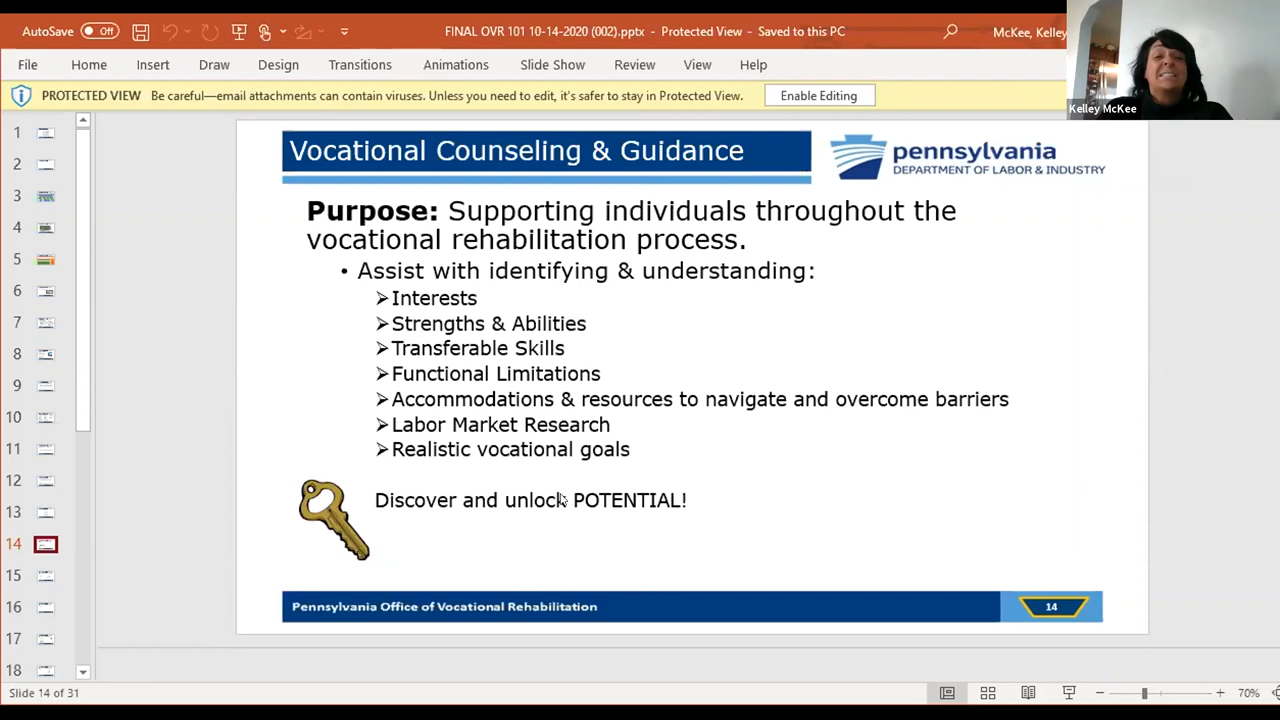 AutoSave Off
FINAL OVR 101 10-14-2020 (002).pptx - Protected View - Saved to this PC
McKee, Kelley
File Home Insert Draw Design Transitions Animations Slide Show Review View Help
PROTECTED VIEW Be careful—email attachments can contain viruses. Unless you need to edit, it's safer to stay in Protected View. Enable Editing
Kelley McKee
1
2
3
4
5
6
7
8
9
10
11
12
13
14
15
16
17
18
Vocational Counseling & Guidance
pennsylvania
DEPARTMENT OF LABOR & INDUSTRY
Purpose: Supporting individuals throughout the
vocational rehabilitation process.
• Assist with identifying & understanding:
➢Interests
➢Strengths & Abilities
➢Transferable Skills
➢Functional Limitations
➢Accommodations & resources to navigate and overcome barriers
➢Labor Market Research
➢Realistic vocational goals
Discover and unlock POTENTIAL!
Pennsylvania Office of Vocational Rehabilitation
14
Slide 14 of 31
70%